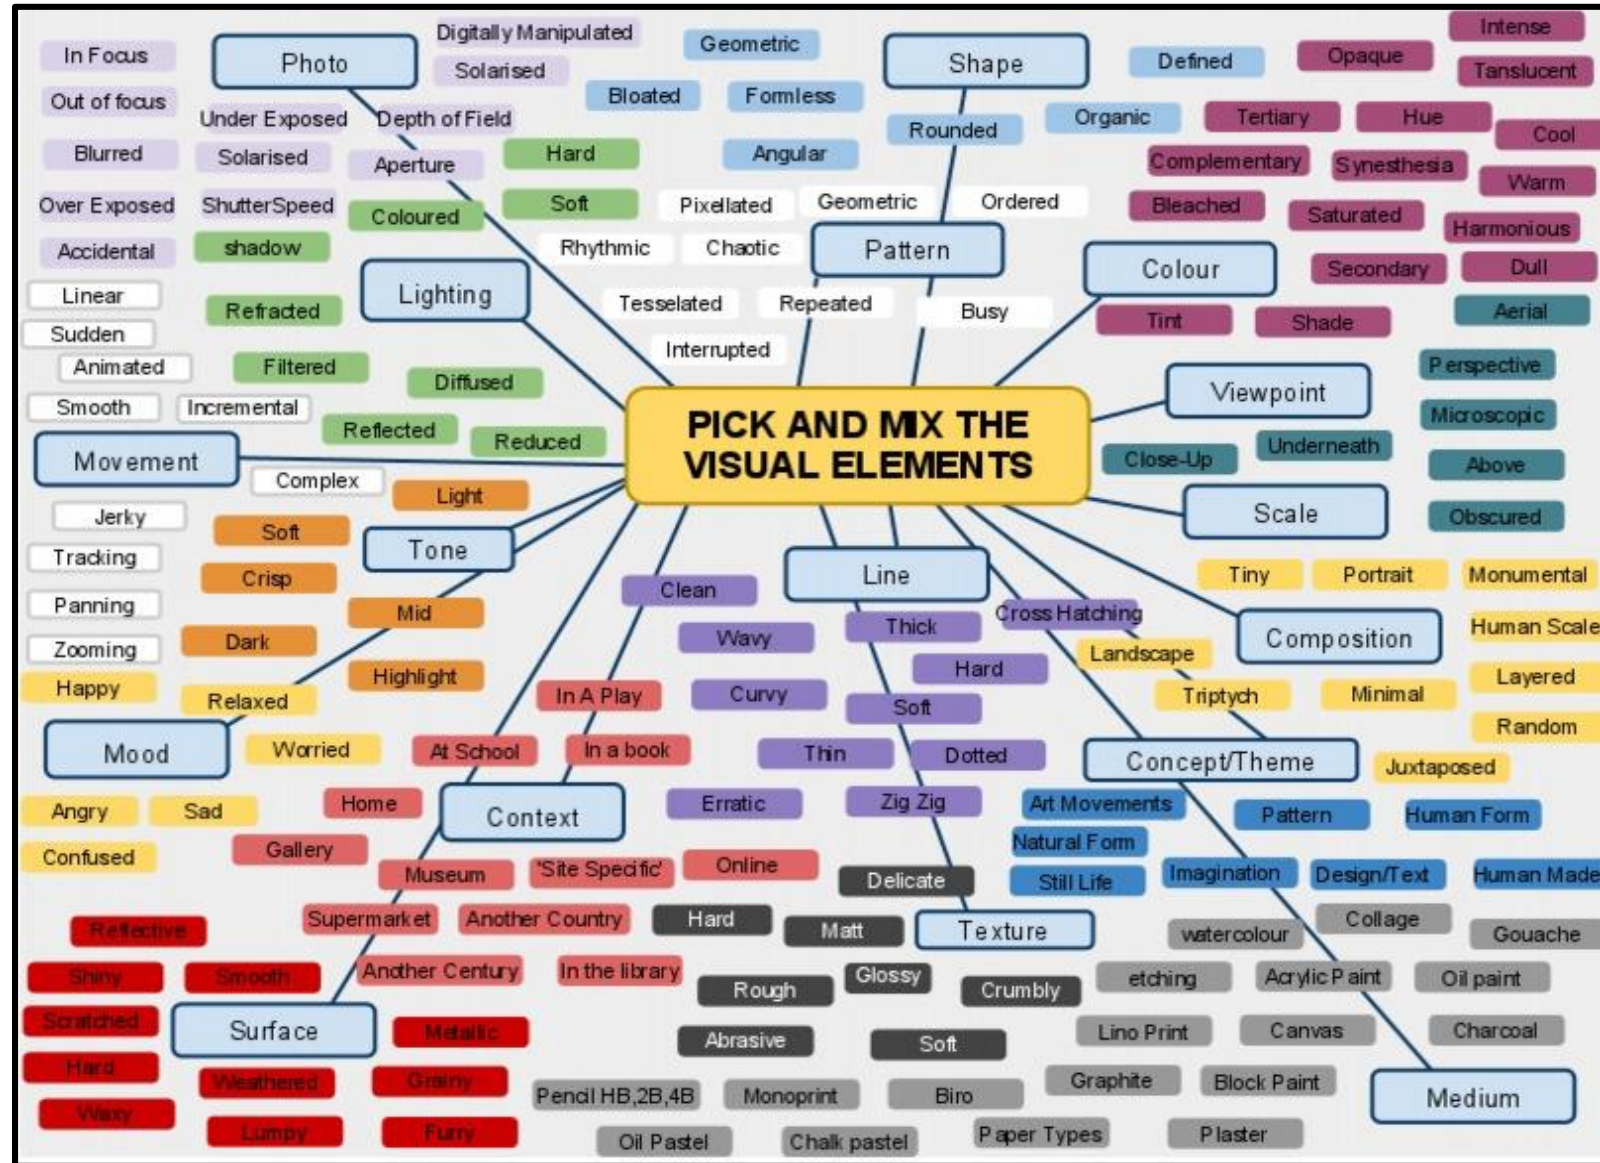 In Focus
Photo
Digitally Manipulated
Solarised
Geometric
Shape
Defined
Opaque
Intense
Tanslucent
Out of focus
Under Exposed
Depth of Field
Bloated
Formless
Rounded
Organic
Tertiary
Hue
Cool
Blurred
Solarised
Aperture
Hard
Angular
Complementary
Synesthesia
Warm
Over Exposed
ShutterSpeed
Coloured
Soft
Pixellated
Geometric
Ordered
Bleached
Saturated
Harmonious
Accidental
shadow
Rhythmic
Chaotic
Pattern
Colour
Secondary
Dull
Linear
Refracted
Lighting
Tesselated
Repeated
Busy
Tint
Shade
Aerial
Sudden
Interrupted
Animated
Filtered
Diffused
Perspective
Smooth
Incremental
Reflected
Reduced
PICK AND MIX THE
VISUAL ELEMENTS
Viewpoint
Microscopic
Movement
Complex
Light
Close-Up
Underneath
Above
Jerky
Soft
Tone
Scale
Obscured
Tracking
Crisp
Clean
Line
Tiny
Portrait
Monumental
Panning
Mid
Cross Hatching
Zooming
Dark
Wavy
Thick
Landscape
Composition
Human Scale
Happy
Relaxed
Highlight
In A Play
Curvy
Hard
Soft
Triptych
Minimal
Layered
Mood
Worried
At School
In a book
Thin
Dotted
Concept/Theme
Random
Juxtaposed
Angry
Sad
Home
Context
Erratic
Zig Zig
Art Movements
Pattern
Human Form
Confused
Gallery
Museum
'Site Specific'
Online
Delicate
Natural Form
Still Life
Imagination
Design/Text
Human Made
Reflective
Supermarket
Another Country
Hard
Matt
Texture
watercolour
Collage
Gouache
Shiny
Smooth
Another Century
In the library
Rough
Glossy
Crumbly
etching
Acrylic Paint
Oil paint
Scratched
Surface
Metallic
Abrasive
Soft
Lino Print
Canvas
Charcoal
Hard
Weathered
Grainy
Pencil HB,2B,4B
Monoprint
Biro
Graphite
Block Paint
Medium
Waxy
Lumpy
Furry
Oil Pastel
Chalk pastel
Paper Types
Plaster